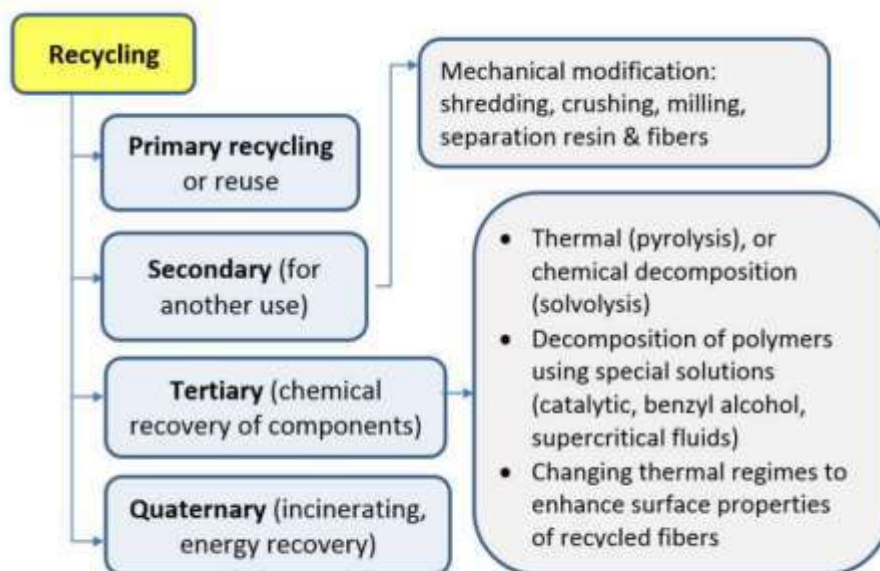 Recycling
Primary recycling
or reuse
Secondary (for
another use)
Tertiary (chemical
recovery of components)
Quaternary (incinerating,
energy recovery)
Mechanical modification:
shredding, crushing, milling,
separation resin & fibers
• Thermal (pyrolysis), or
chemical decomposition
(solvolysis)
• Decomposition of polymers
using special solutions
(catalytic, benzyl alcohol,
supercritical fluids)
• Changing thermal regimes to
enhance surface properties
of recycled fibers